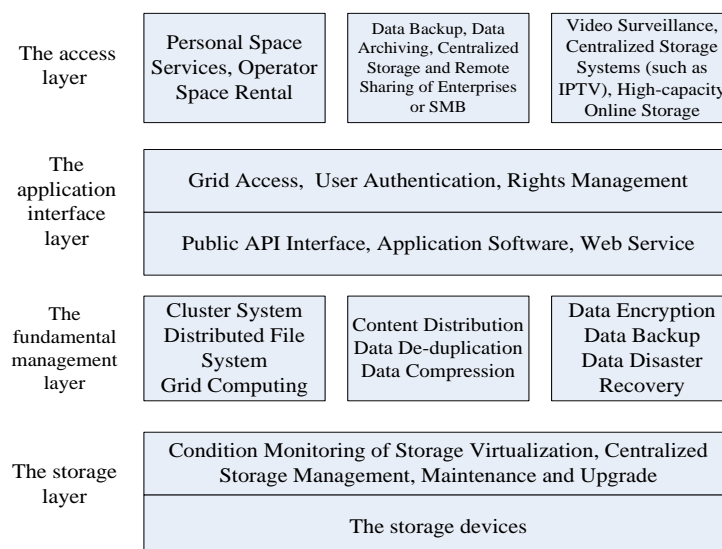 The access
layer
Personal Space
Services, Operator
Space Rental
Data Backup, Data
Archiving, Centralized
Storage and Remote
Sharing of Enterprises
or SMB
Video Surveillance,
Centralized Storage
Systems (such as
IPTV), High-capacity
Online Storage
The
application
interface
layer
Grid Access, User Authentication, Rights Management
Public API Interface, Application Software, Web Service
The
fundamental
management
layer
Cluster System
Distributed File
System
Grid Computing
Content Distribution
Data De-duplication
Data Compression
Data Encryption
Data Backup
Data Disaster
Recovery
The storage
layer
Condition Monitoring of Storage Virtualization, Centralized
Storage Management, Maintenance and Upgrade
The storage devices